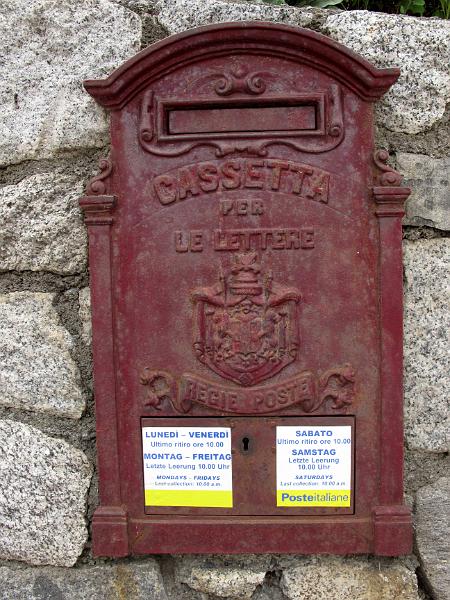 CASSETTA
PER
LE LETTERE
REGIE POSTE
LUNEDÌ – VENERDÌ
Ultimo ritiro ore 10.00
MONTAG – FREITAG
Letzte Leerung 10.00 Uhr
MONDAYS – FRIDAYS
Last collection: 10.00 a.m.
SABATO
Ultimo ritiro ore 10.00
SAMSTAG
Letzte Leerung
10.00 Uhr
SATURDAYS
Last collection: 10.00 a.m.
Posteitaliane